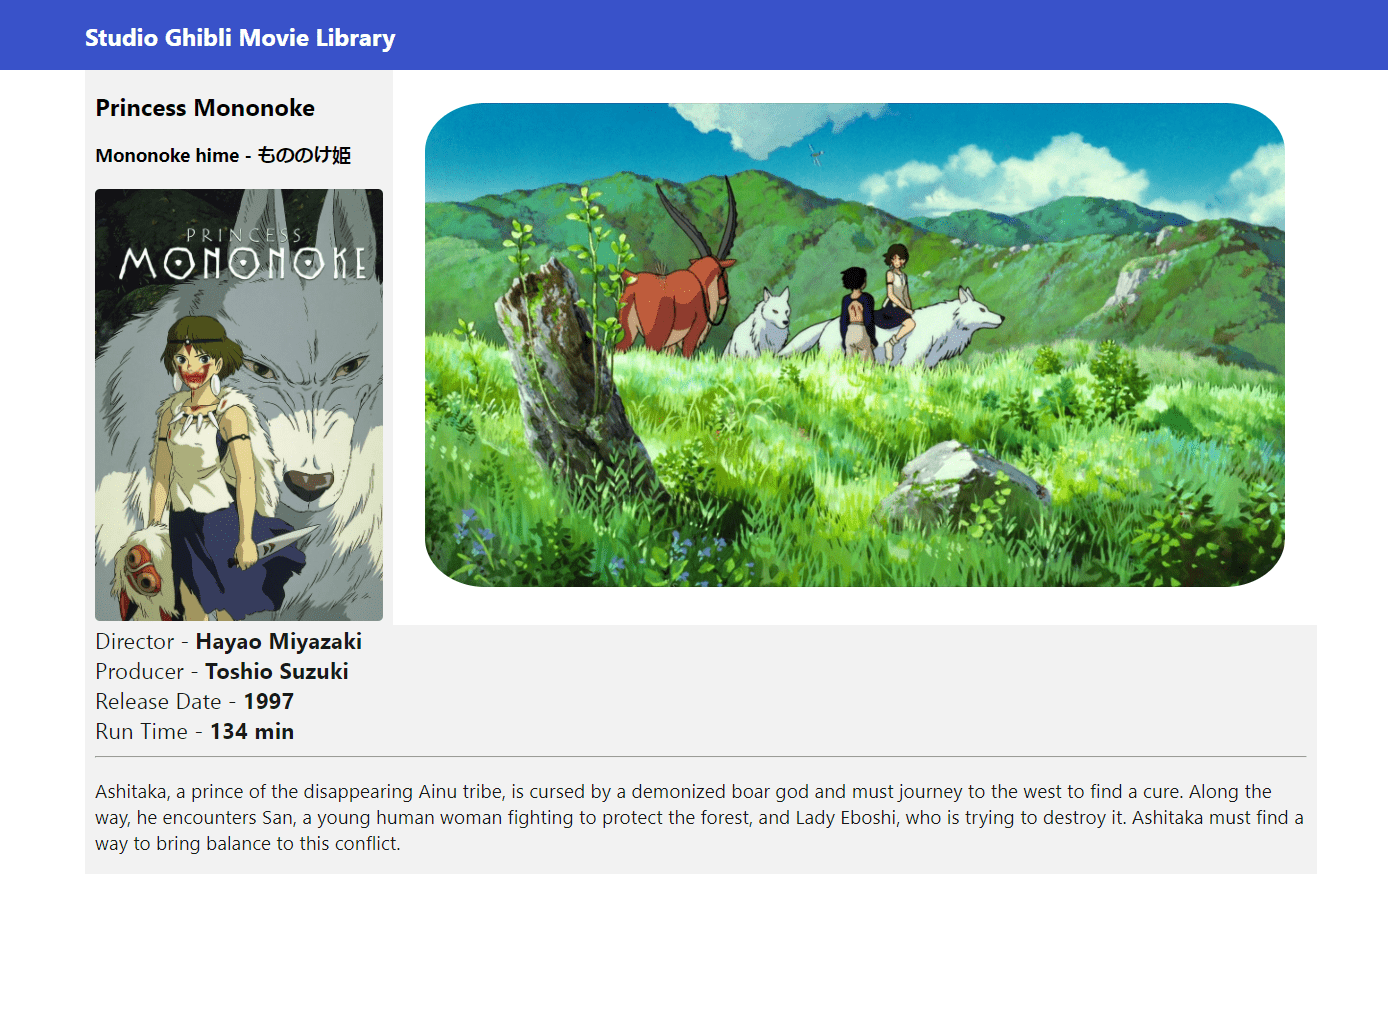 Studio Ghibli Movie Library
Princess Mononoke
Mononoke hime - もののけ姫
PRINCESS
MONONOKE
Director - Hayao Miyazaki
Producer - Toshio Suzuki
Release Date - 1997
Run Time - 134 min
Ashitaka, a prince of the disappearing Ainu tribe, is cursed by a demonized boar god and must journey to the west to find a cure. Along the
way, he encounters San, a young human woman fighting to protect the forest, and Lady Eboshi, who is trying to destroy it. Ashitaka must find a
way to bring balance to this conflict.